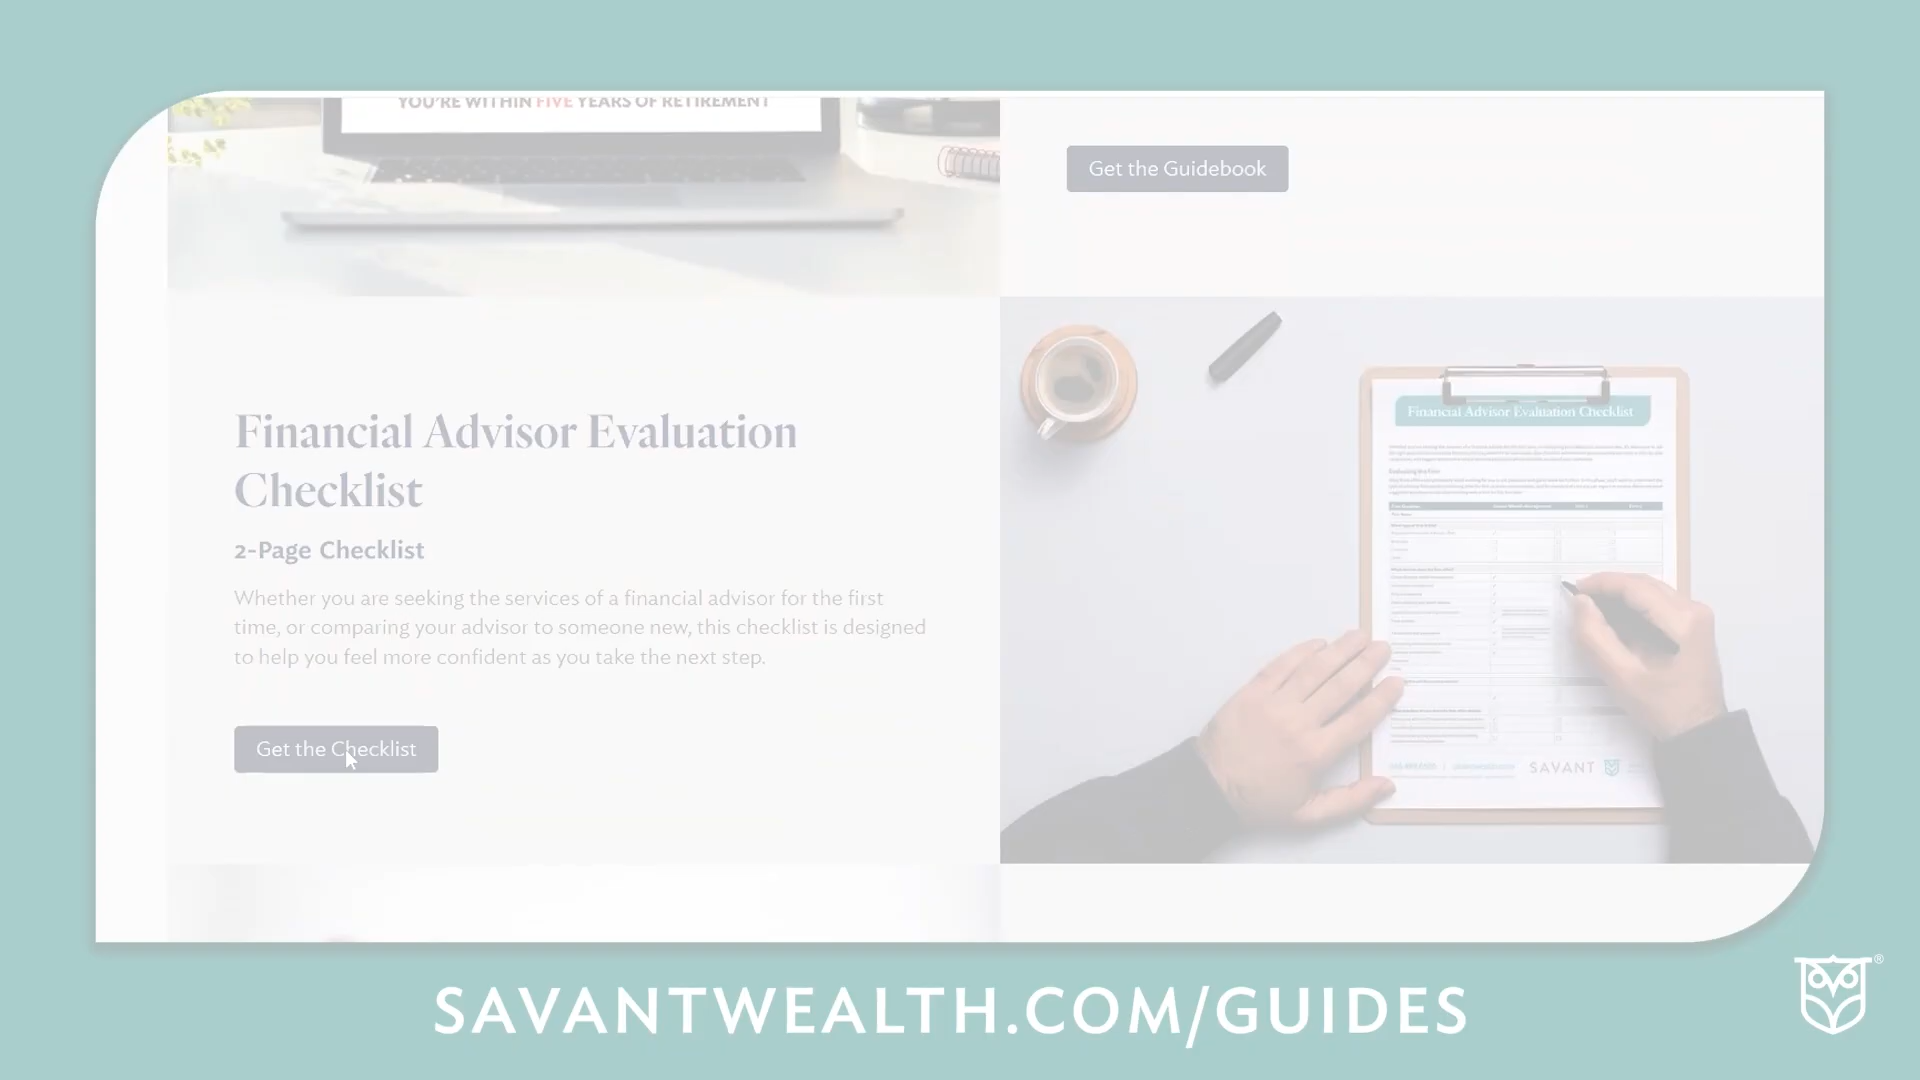 YOU'RE WITHIN FIVE YEARS OF RETIREMENT
Get the Guidebook
Financial Advisor Evaluation
Checklist
2-Page Checklist
Whether you are seeking the services of a financial advisor for the first
time, or comparing your advisor to someone new, this checklist is designed
to help you feel more confident as you take the next step.
Get the Checklist
Financial Advisor Evaluation Checklist
SAVANT
SAVANTWEALTH.COM/GUIDES
®